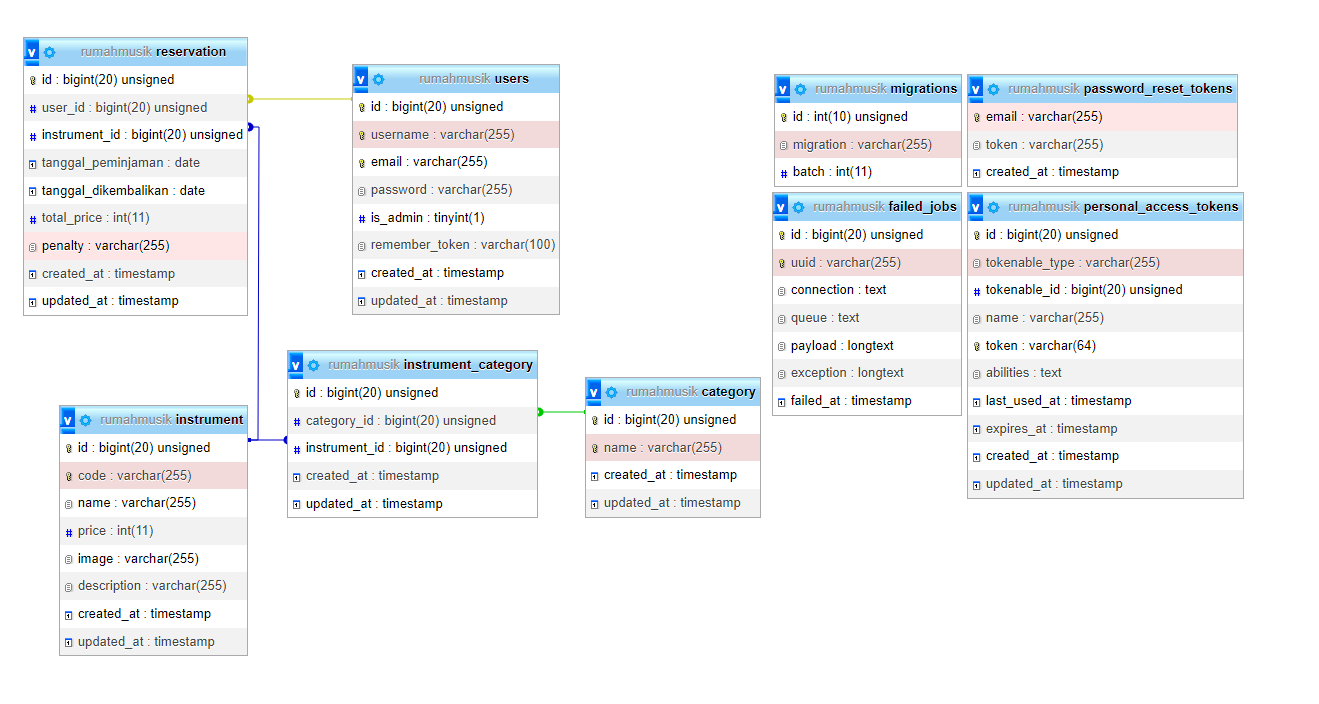 v rumahmusik reservation
id : bigint(20) unsigned
# user_id : bigint(20) unsigned
# instrument_id : bigint(20) unsigned
tanggal_peminjaman : date
tanggal_dikembalikan : date
# total_price : int(11)
penalty : varchar(255)
created_at : timestamp
updated_at : timestamp
v rumahmusik users
id : bigint(20) unsigned
username : varchar(255)
email : varchar(255)
password : varchar(255)
# is_admin : tinyint(1)
remember_token : varchar(100)
created_at : timestamp
updated_at : timestamp
v rumahmusik migrations
id : int(10) unsigned
migration : varchar(255)
# batch : int(11)
v rumahmusik password_reset_tokens
email : varchar(255)
token : varchar(255)
created_at : timestamp
v rumahmusik failed_jobs
id : bigint(20) unsigned
uuid : varchar(255)
connection : text
queue : text
payload : longtext
exception : longtext
failed_at : timestamp
v rumahmusik personal_access_tokens
id : bigint(20) unsigned
tokenable_type : varchar(255)
# tokenable_id : bigint(20) unsigned
name : varchar(255)
token : varchar(64)
abilities : text
last_used_at : timestamp
expires_at : timestamp
created_at : timestamp
updated_at : timestamp
v rumahmusik instrument
id : bigint(20) unsigned
code : varchar(255)
name : varchar(255)
# price : int(11)
image : varchar(255)
description : varchar(255)
created_at : timestamp
updated_at : timestamp
v rumahmusik instrument_category
id : bigint(20) unsigned
# category_id : bigint(20) unsigned
# instrument_id : bigint(20) unsigned
created_at : timestamp
updated_at : timestamp
v rumahmusik category
id : bigint(20) unsigned
name : varchar(255)
created_at : timestamp
updated_at : timestamp